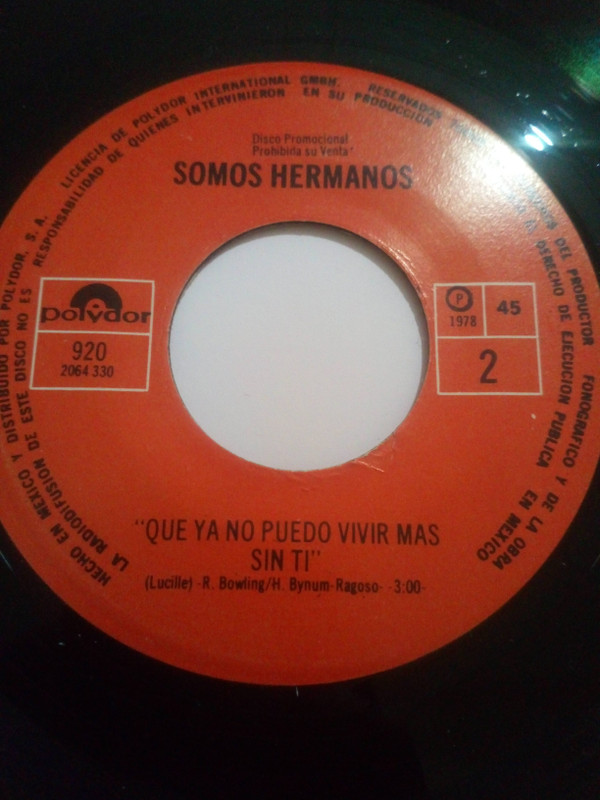 HECHO EN MEXICO Y DISTRIBUIDO POR POLYDOR, S. A. LICENCIA DE POLYDOR INTERNATIONAL GMBH. RESERVADOS DEL PRODUCTOR FONOGRAFICO Y DE LA OBRA
LA RADIODIFUSION DE ESTE DISCO NO ES RESPONSABILIDAD DE QUIENES INTERVINIERON EN SU PRODUCCION
DERECHO DE EJECUCION PUBLICA EN MEXICO
Disco Promocional
Prohibida su Venta
SOMOS HERMANOS
polydor
920
2064 330
P
1978
45
2
"QUE YA NO PUEDO VIVIR MAS
SIN TI"
(Lucille) -R. Bowling/H. Bynum-Ragoso- -3:00-